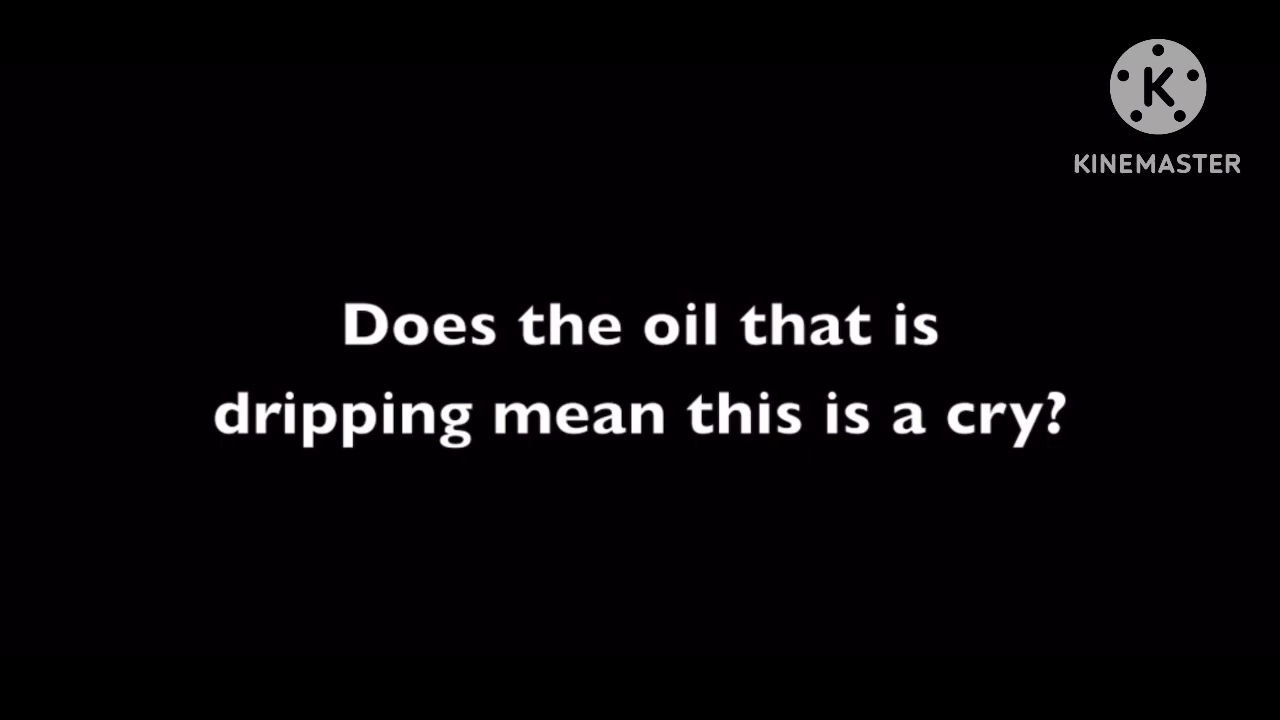 K
KINEMASTER
Does the oil that is
dripping mean this is a cry?